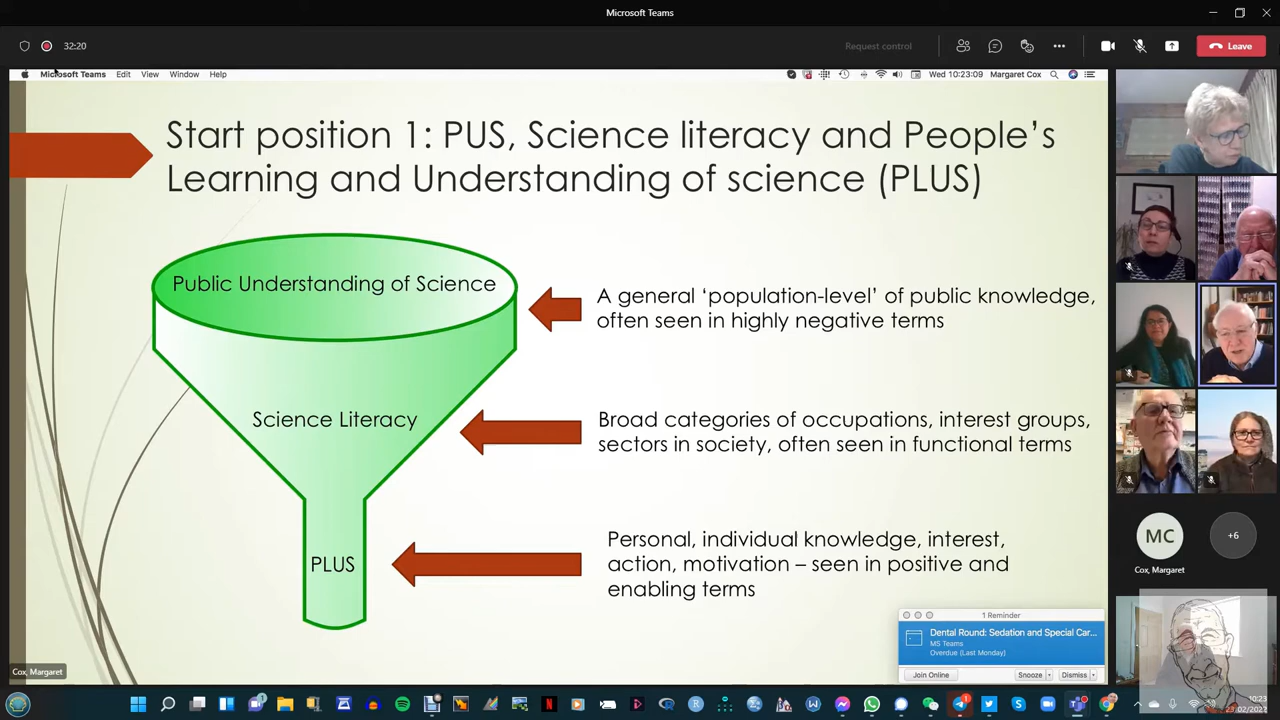 Microsoft Teams
32:20
Request control
Leave
Microsoft Teams Edit View Window Help
Wed 10:23:09 Margaret Cox
Start position 1: PUS, Science literacy and People’s
Learning and Understanding of science (PLUS)
Public Understanding of Science
A general ‘population-level’ of public knowledge,
often seen in highly negative terms
Science Literacy
Broad categories of occupations, interest groups,
sectors in society, often seen in functional terms
PLUS
Personal, individual knowledge, interest,
action, motivation – seen in positive and
enabling terms
MC
+6
Cox, Margaret
1 Reminder
Dental Round: Sedation and Special Car...
MS Teams
Overdue (Last Monday)
Join Online
Snooze
Dismiss
Cox, Margaret
10:23
23/02/2022